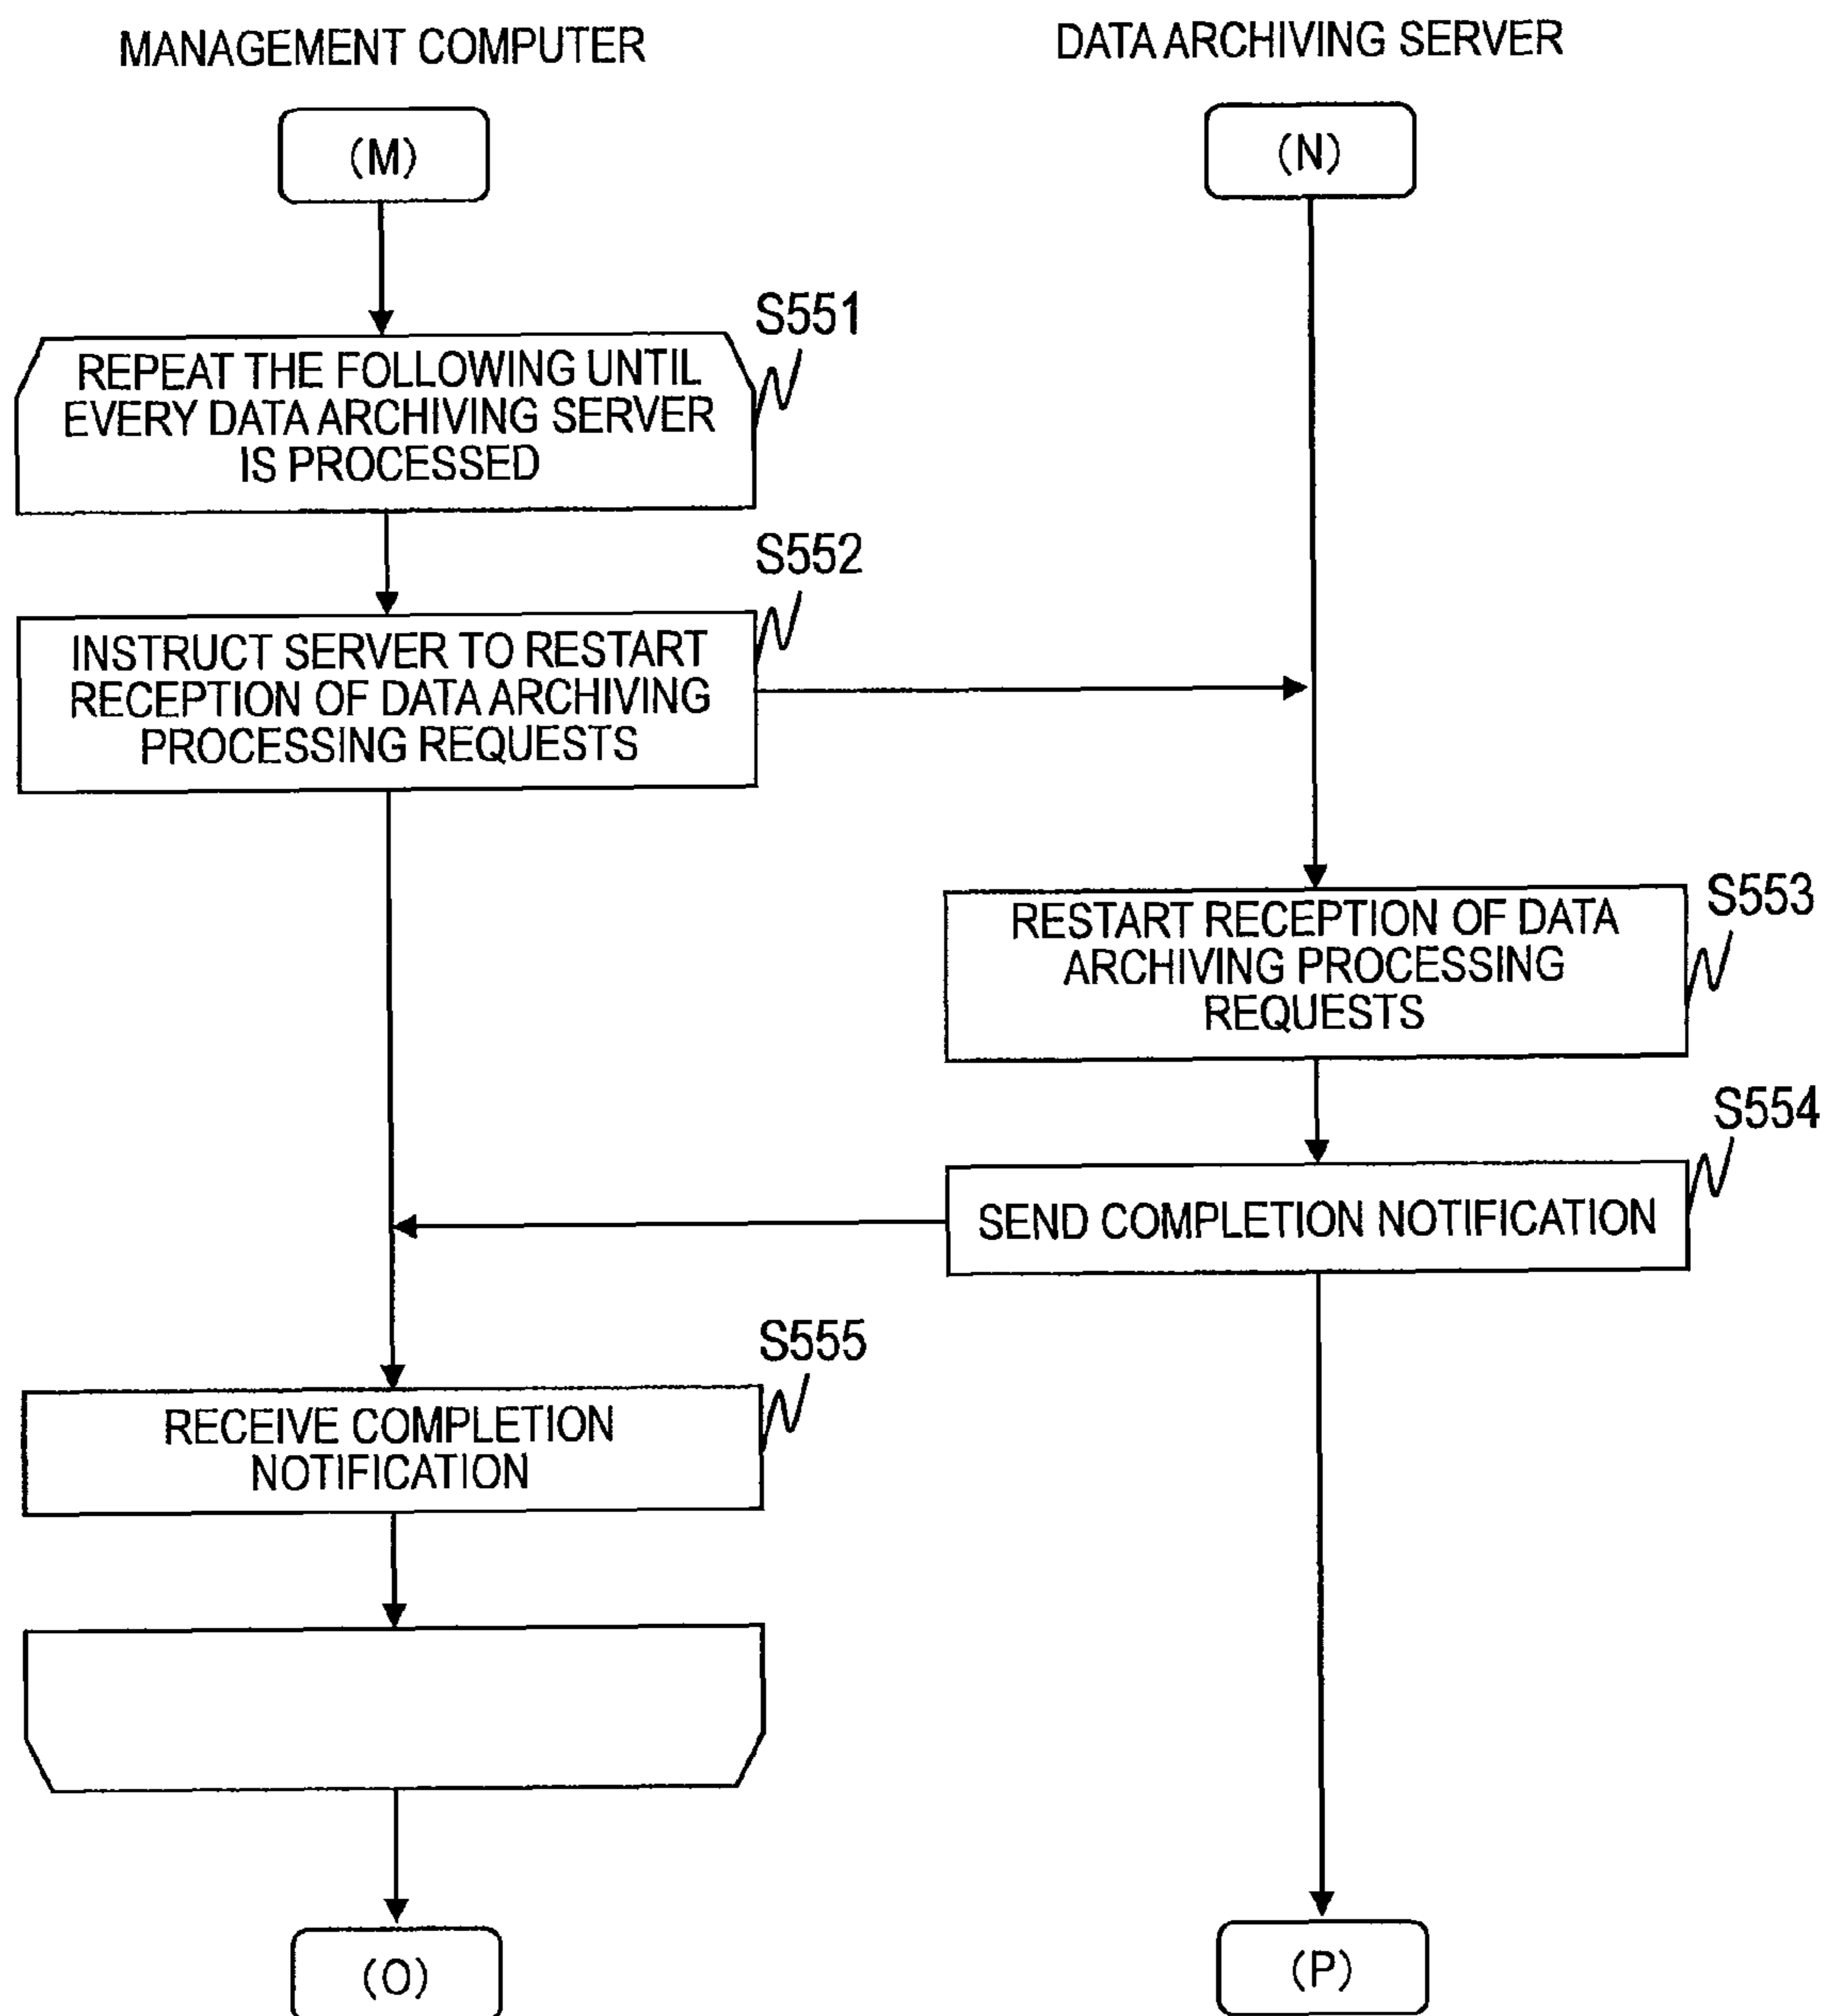 MANAGEMENT COMPUTER
DATA ARCHIVING SERVER
(M)
(N)
S551
REPEAT THE FOLLOWING UNTIL
EVERY DATA ARCHIVING SERVER
IS PROCESSED
S552
INSTRUCT SERVER TO RESTART
RECEPTION OF DATA ARCHIVING
PROCESSING REQUESTS
S553
RESTART RECEPTION OF DATA
ARCHIVING PROCESSING
REQUESTS
S554
SEND COMPLETION NOTIFICATION
S555
RECEIVE COMPLETION
NOTIFICATION
(O)
(P)